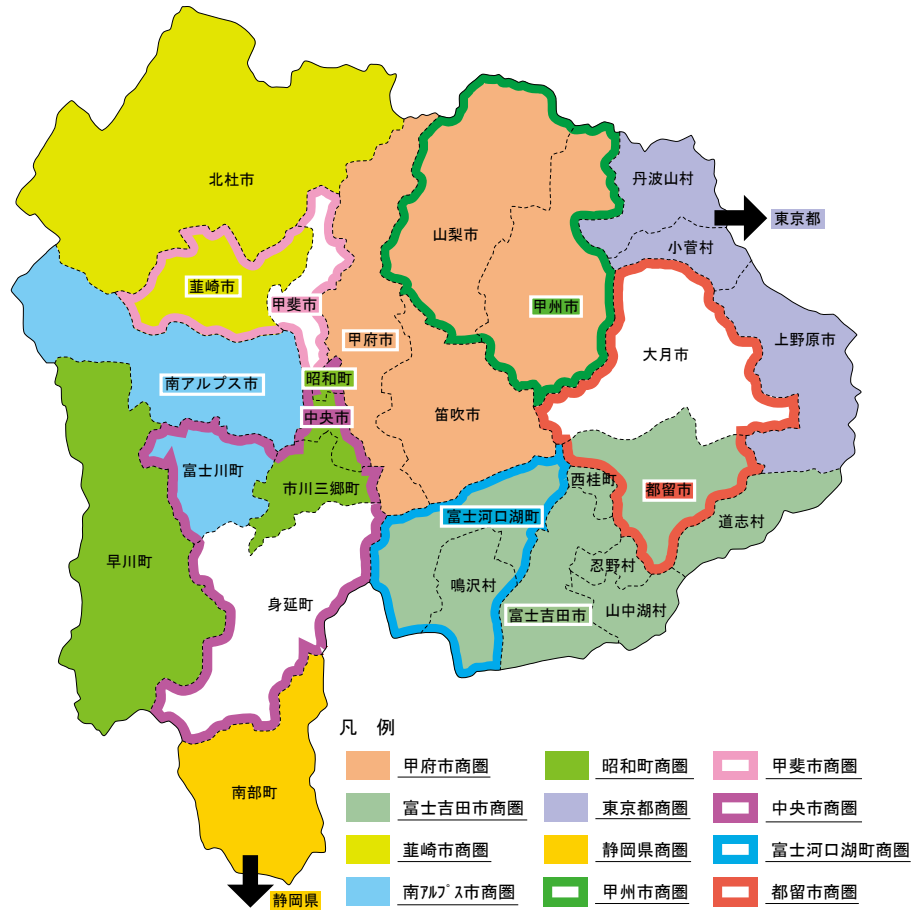 北杜市
丹波山村
東京都
山梨市
小菅村
韮崎市
甲斐市
甲州市
甲府市
上野原市
大月市
南アルプス市
昭和町
中央市
笛吹市
富士川町
市川三郷町
西桂町
都留市
富士河口湖町
道志村
早川町
忍野村
鳴沢村
身延町
富士吉田市
山中湖村
南部町
静岡県
凡 例
甲府市商圏
昭和町商圏
甲斐市商圏
富士吉田市商圏
東京都商圏
中央市商圏
韮崎市商圏
静岡県商圏
富士河口湖町商圏
南ｱﾙﾌﾟｽ市商圏
甲州市商圏
都留市商圏